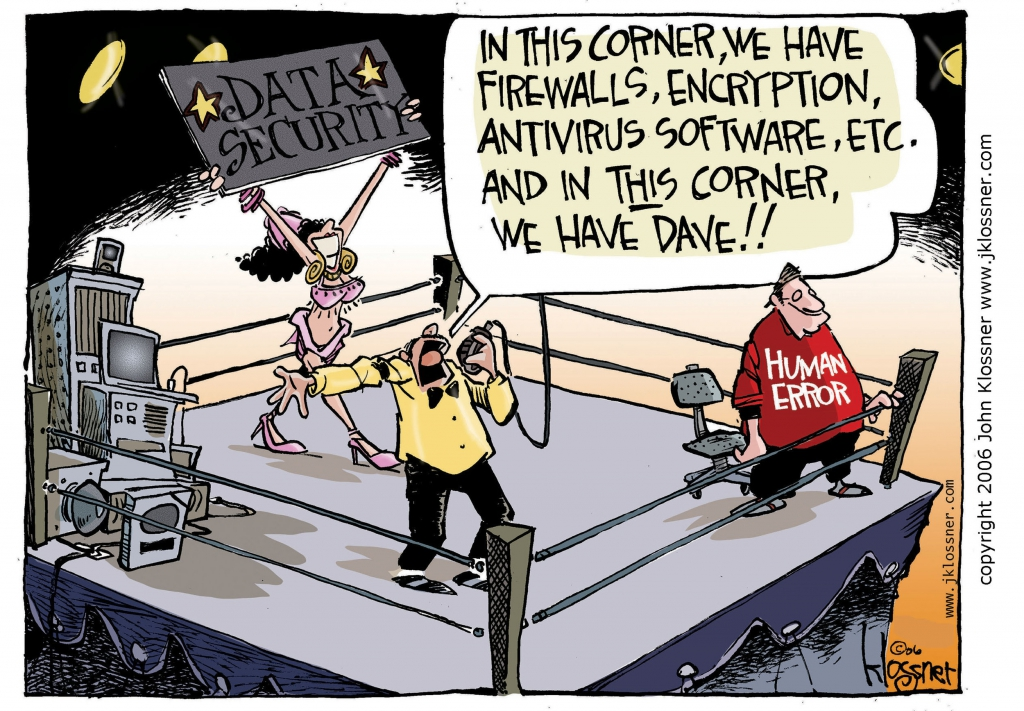 DATA
SECURITY
IN THIS CORNER, WE HAVE
FIREWALLS, ENCRYPTION,
ANTIVIRUS SOFTWARE, ETC.
AND IN THIS CORNER,
WE HAVE DAVE!!
HUMAN
ERROR
www.jklossner.com
©06
klossner
copyright 2006 John Klossner www.jklossner.com